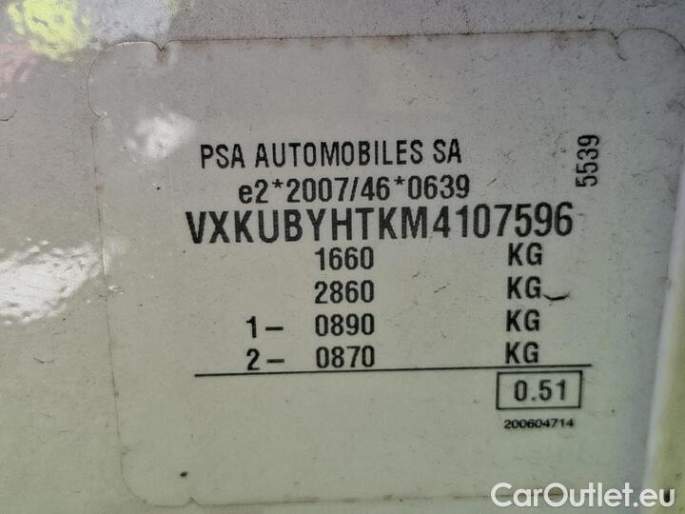 PSA AUTOMOBILES SA
e2*2007/46*0639
5539
VXKUBYHTKM4107596
1660 KG
2860 KG
1- 0890 KG
2- 0870 KG
0.51
200604714
CarOutlet.eu